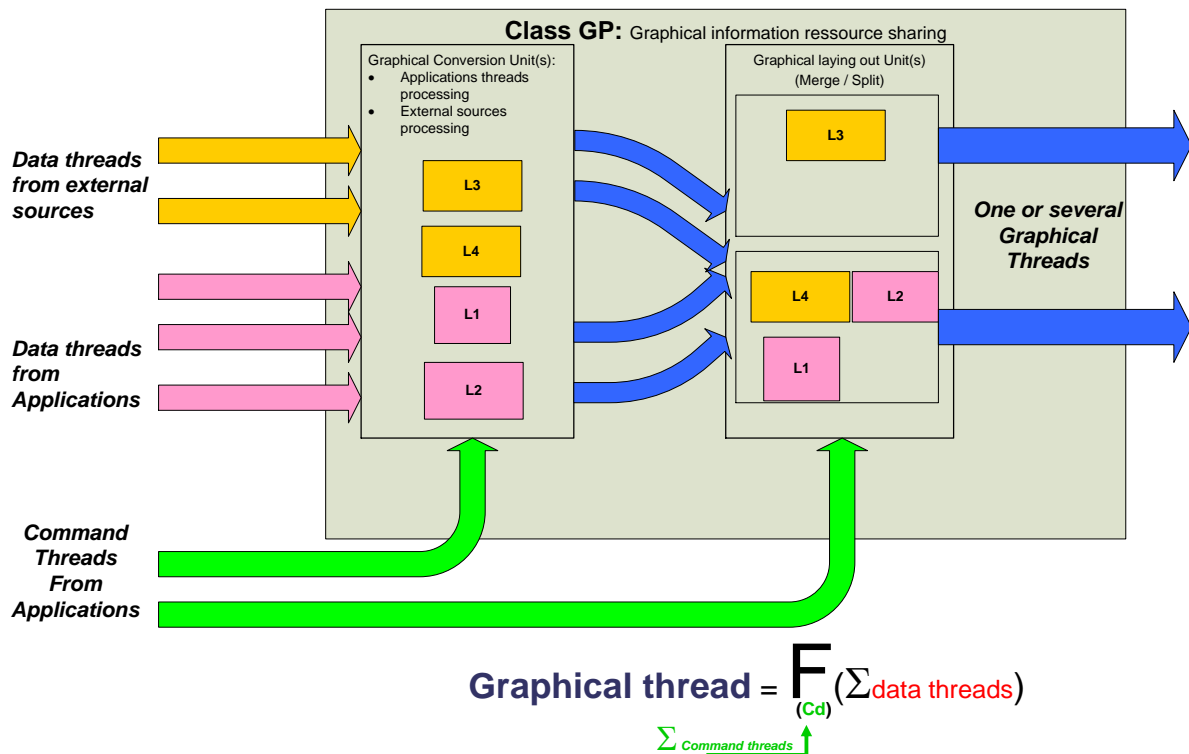 Class GP: Graphical information ressource sharing
Graphical Conversion Unit(s):
• Applications threads
processing
• External sources
processing
Graphical laying out Unit(s)
(Merge / Split)
Data threads
from external
sources
Data threads
from
Applications
Command
Threads
From
Applications
L3
L4
L1
L2
L3
L4
L2
L1
One or several
Graphical
Threads
Graphical thread = F(Σdata threads)
(Cd)
Σ Command threads